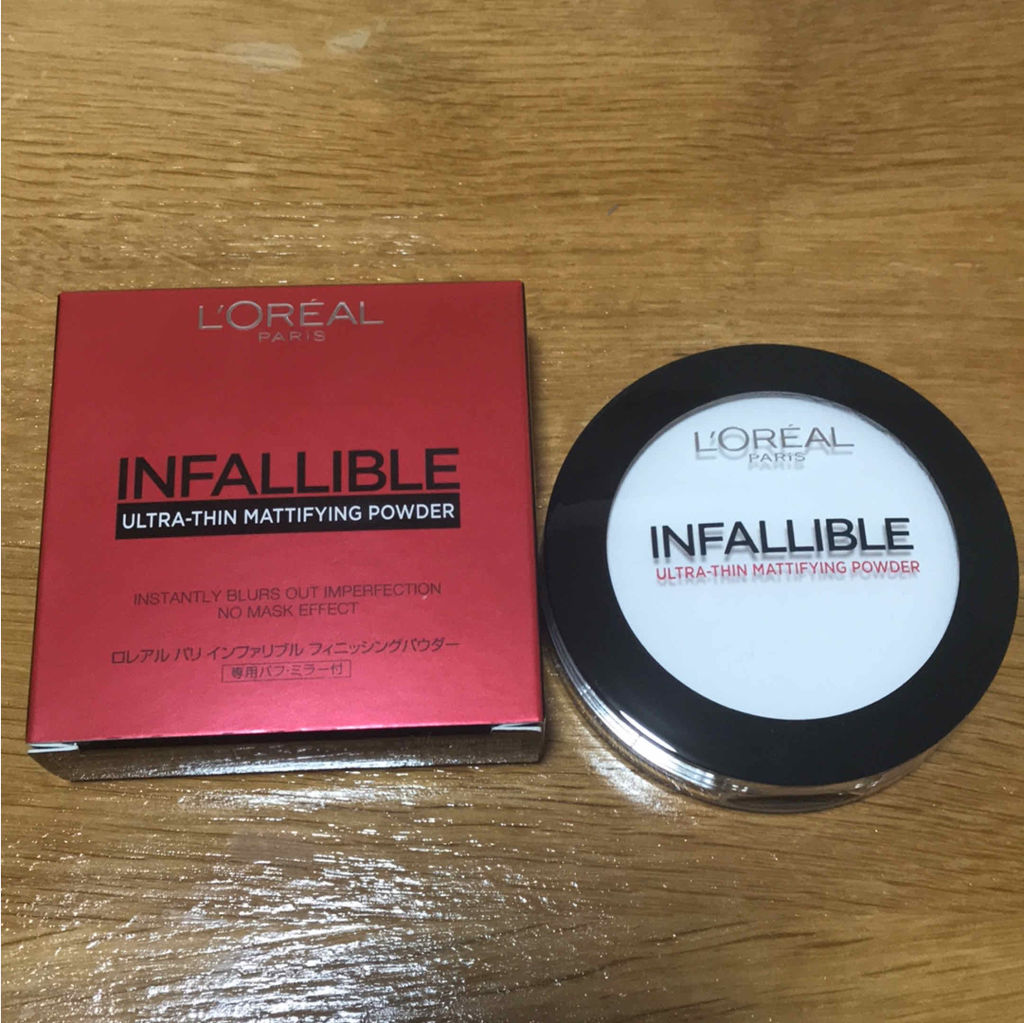 L'ORÉAL
PARIS
INFALLIBLE
ULTRA-THIN MATTIFYING POWDER
INSTANTLY BLURS OUT IMPERFECTION
NO MASK EFFECT
ロレアル パリ インファリブル フィニッシングパウダー
専用パフ・ミラー付
L'ORÉAL
PARIS
INFALLIBLE
ULTRA-THIN MATTIFYING POWDER